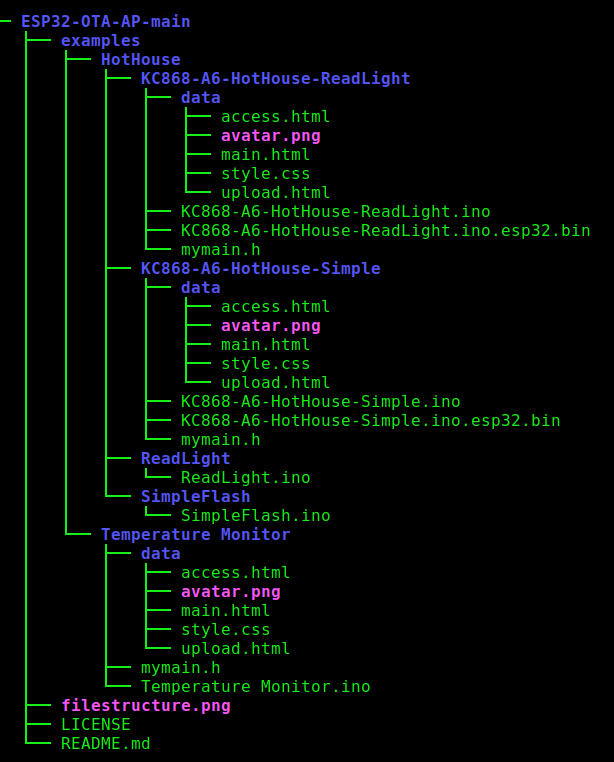 ESP32-OTA-AP-main
examples
HotHouse
KC868-A6-HotHouse-ReadLight
data
access.html
avatar.png
main.html
style.css
upload.html
KC868-A6-HotHouse-ReadLight.ino
KC868-A6-HotHouse-ReadLight.ino.esp32.bin
mymain.h
KC868-A6-HotHouse-Simple
data
access.html
avatar.png
main.html
style.css
upload.html
KC868-A6-HotHouse-Simple.ino
KC868-A6-HotHouse-Simple.ino.esp32.bin
mymain.h
ReadLight
ReadLight.ino
SimpleFlash
SimpleFlash.ino
Temperature Monitor
data
access.html
avatar.png
main.html
style.css
upload.html
mymain.h
Temperature Monitor.ino
filestructure.png
LICENSE
README.md